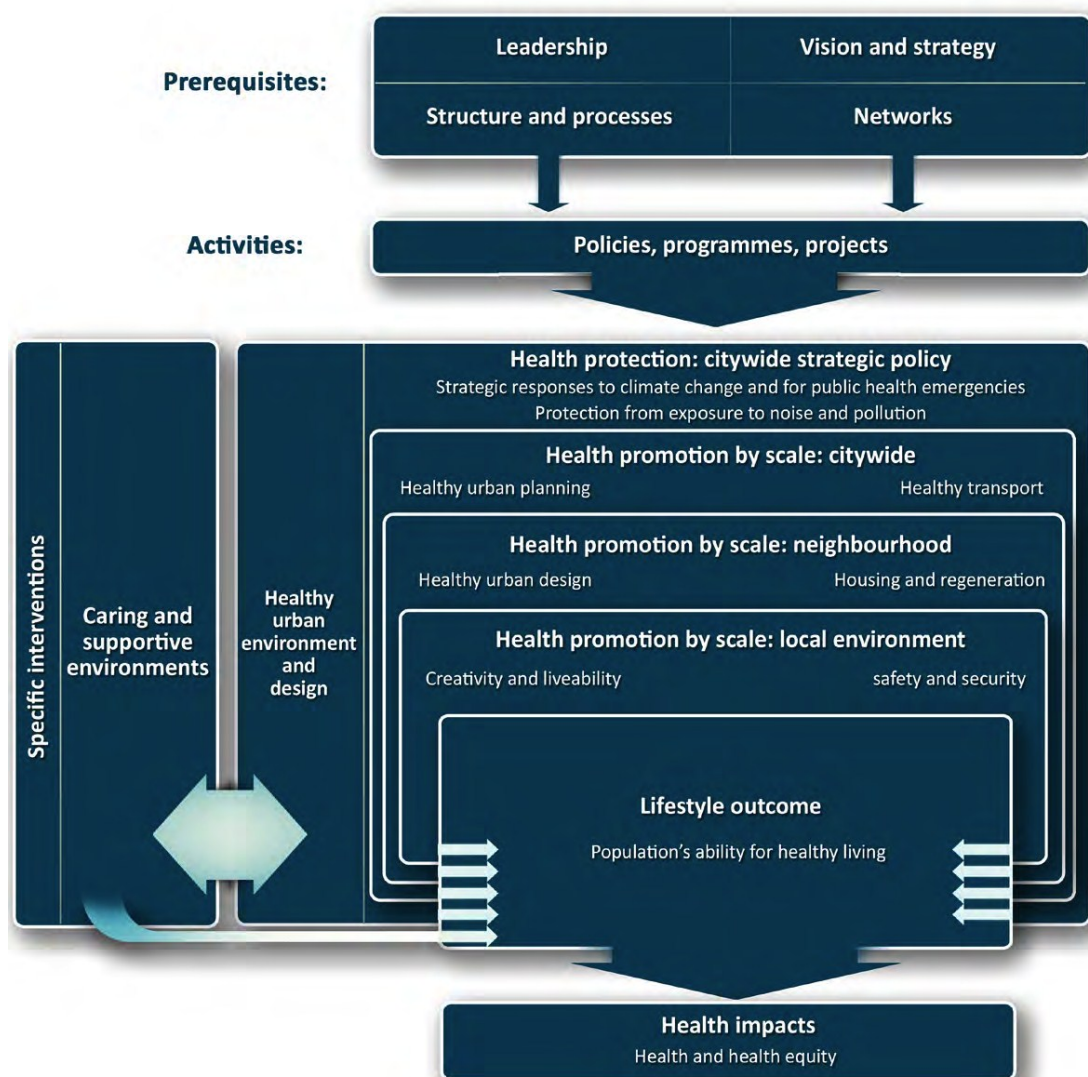 Prerequisites:
Leadership
Vision and strategy
Structure and processes
Networks
Activities:
Policies, programmes, projects
Specific interventions
Caring and
supportive
environments
Healthy
urban
environment
and
design
Health protection: citywide strategic policy
Strategic responses to climate change and for public health emergencies
Protection from exposure to noise and pollution
Health promotion by scale: citywide
Healthy urban planning
Healthy transport
Health promotion by scale: neighbourhood
Healthy urban design
Housing and regeneration
Health promotion by scale: local environment
Creativity and liveability
safety and security
Lifestyle outcome
Population's ability for healthy living
Health impacts
Health and health equity